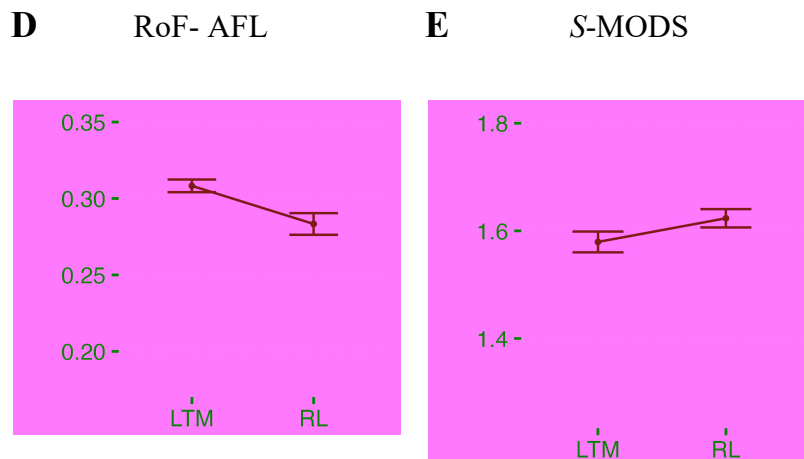 D RoF- AFL
0.35
0.30
0.25
0.20
LTM RL
E S-MODS
1.8
1.6
1.4
LTM RL